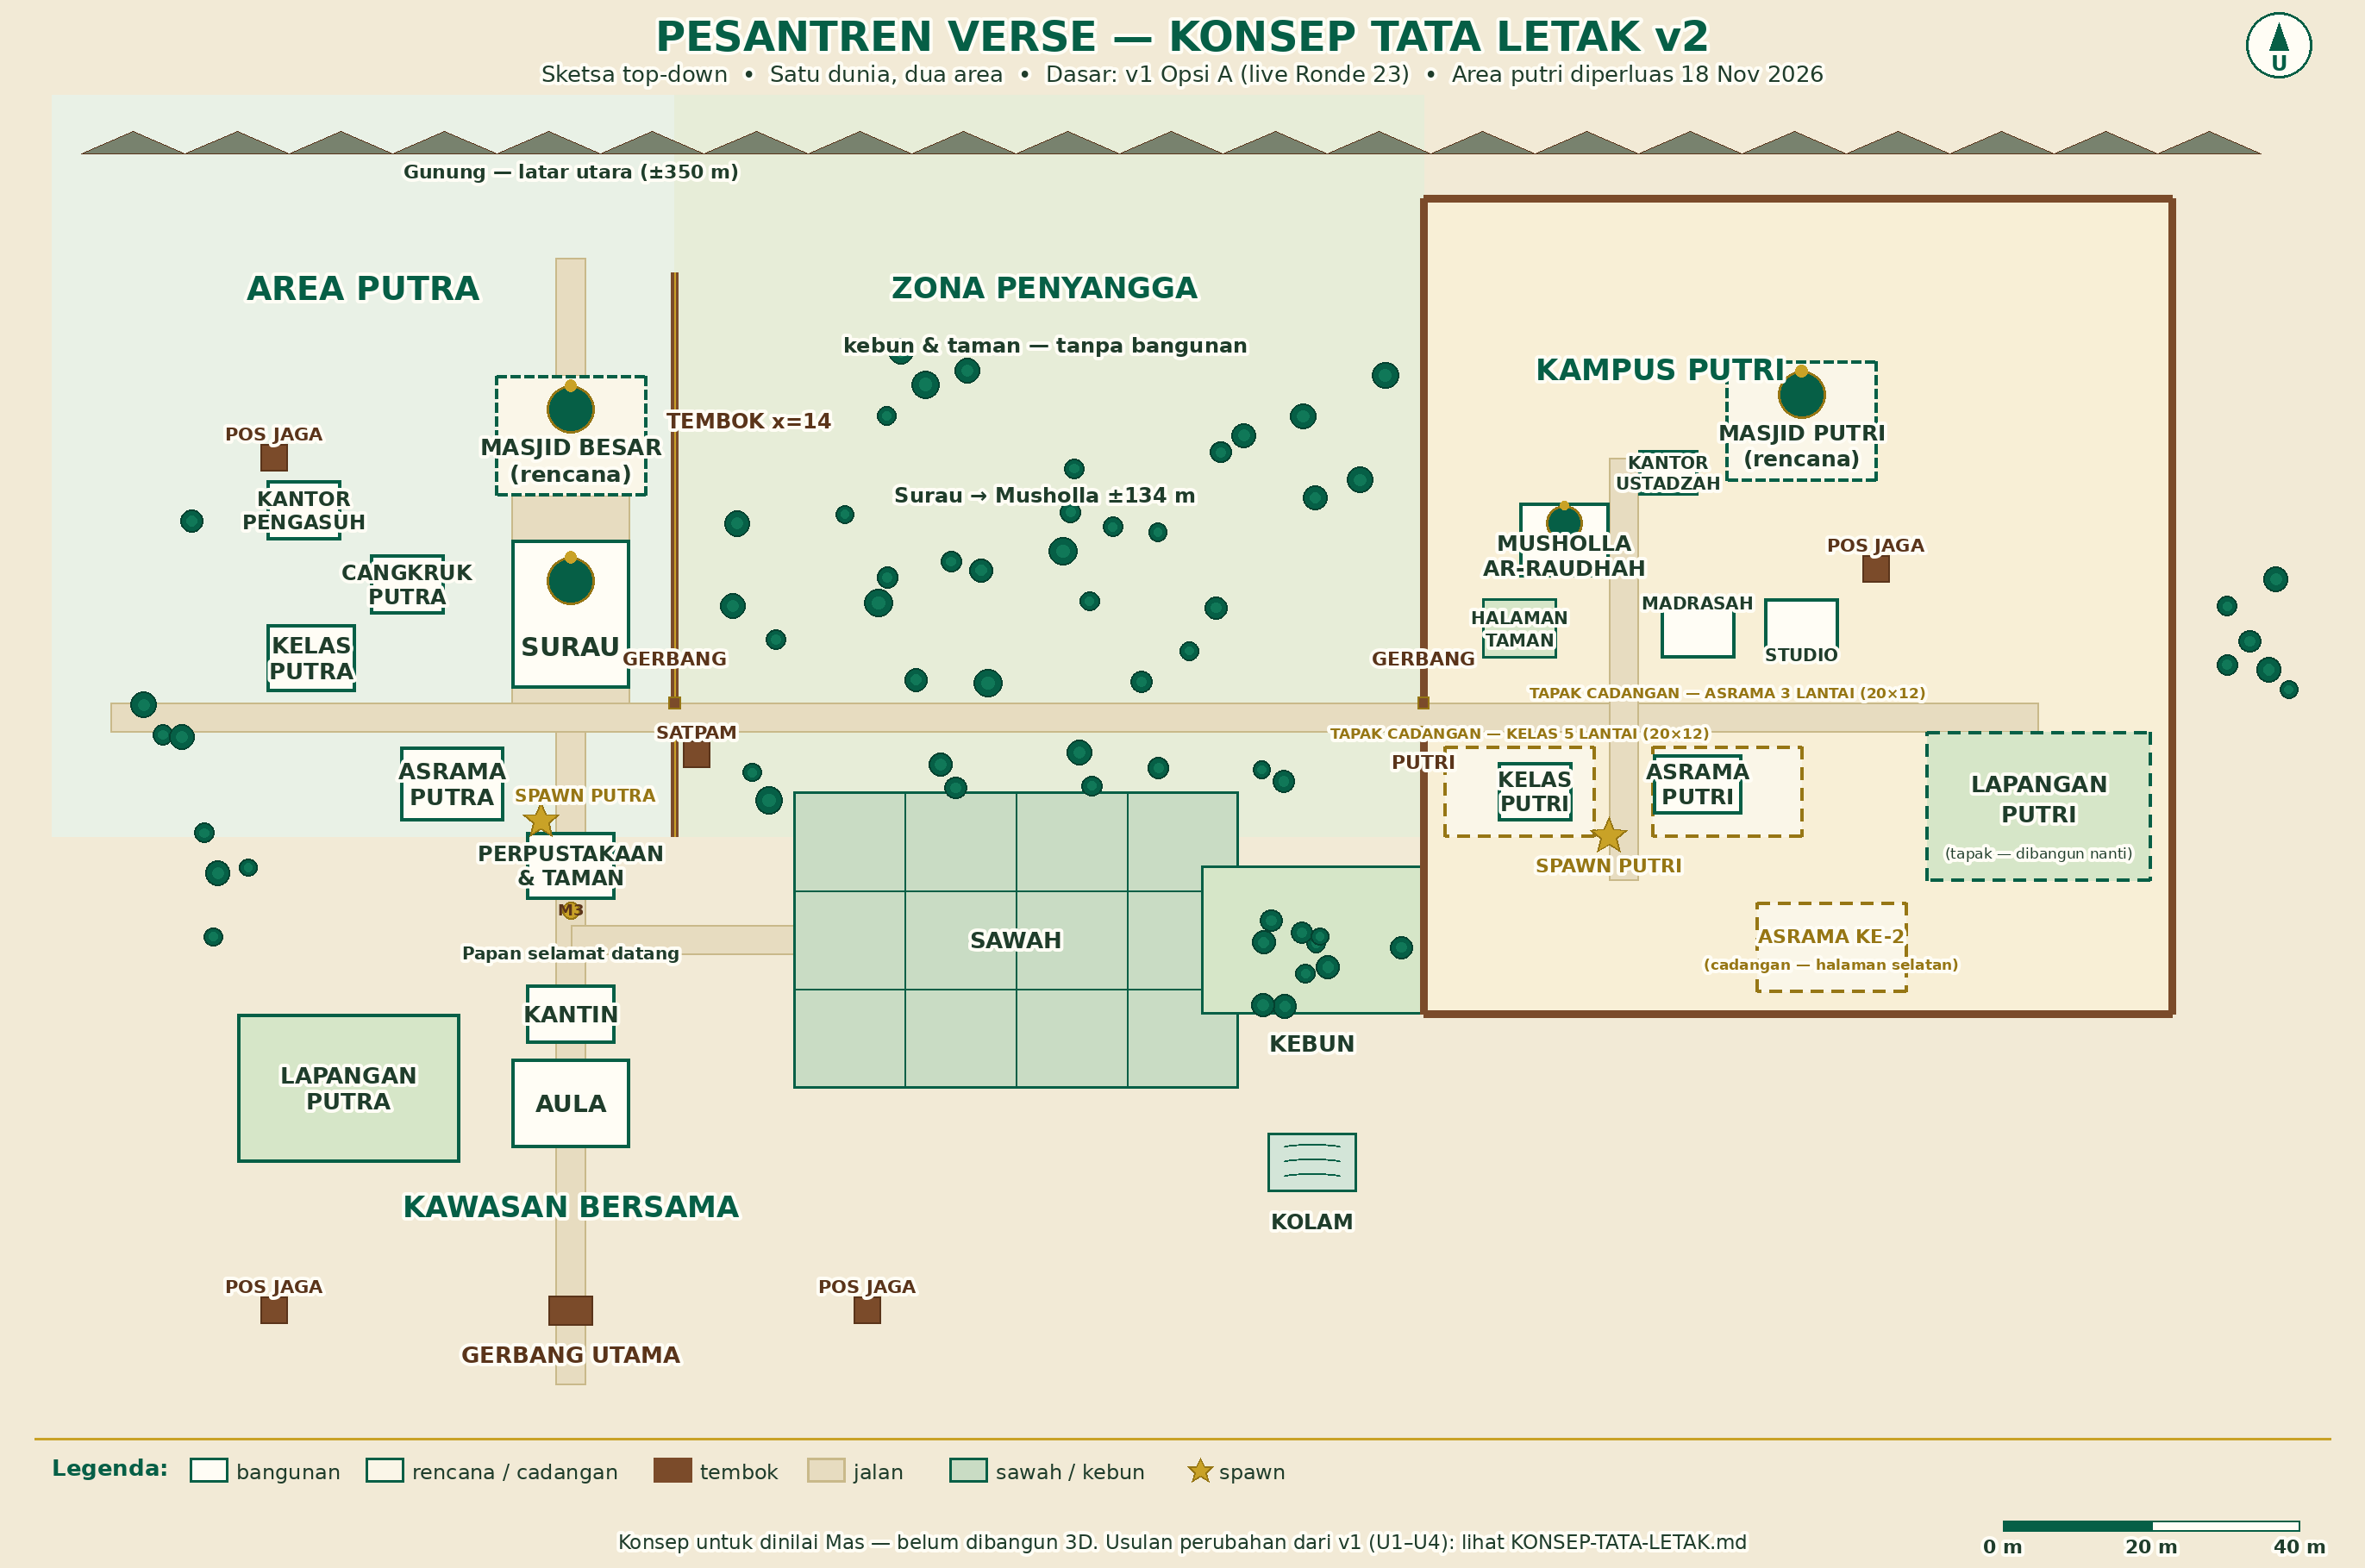 PESANTREN VERSE — KONSEP TATA LETAK v2
Sketsa top-down • Satu dunia, dua area • Dasar: v1 Opsi A (live Ronde 23) • Area putri diperluas 18 Nov 2026
U
Gunung — latar utara (±350 m)
AREA PUTRA
ZONA PENYANGGA
kebun & taman — tanpa bangunan
KAMPUS PUTRI
TEMBOK x=14
POS JAGA
MASJID BESAR
(rencana)
MASJID PUTRI
(rencana)
KANTOR
USTADZAH
KANTOR
PENGASUH
Surau → Musholla ±134 m
MUSHOLLA
AR-RAUDHAH
POS JAGA
CANGKRUK
PUTRA
HALAMAN
TAMAN
MADRASAH
STUDIO
KELAS
PUTRA
SURAU
GERBANG
GERBANG
TAPAK CADANGAN — ASRAMA 3 LANTAI (20×12)
SATPAM
TAPAK CADANGAN — KELAS 5 LANTAI (20×12)
PUTRI
ASRAMA
PUTRA
SPAWN PUTRA
KELAS
PUTRI
ASRAMA
PUTRI
LAPANGAN
PUTRI
(tapak — dibangun nanti)
PERPUSTAKAAN
& TAMAN
SPAWN PUTRI
M3
Papan selamat datang
SAWAH
ASRAMA KE-2
(cadangan — halaman selatan)
KANTIN
KEBUN
LAPANGAN
PUTRA
AULA
KAWASAN BERSAMA
KOLAM
POS JAGA
POS JAGA
GERBANG UTAMA
Legenda:
bangunan
rencana / cadangan
tembok
jalan
sawah / kebun
spawn
Konsep untuk dinilai Mas — belum dibangun 3D. Usulan perubahan dari v1 (U1–U4): lihat KONSEP-TATA-LETAK.md
0 m
20 m
40 m